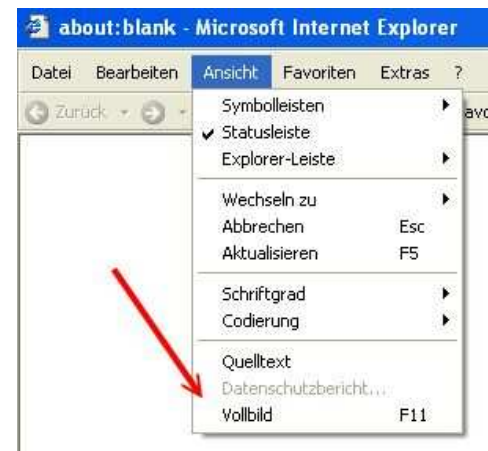 about:blank - Microsoft Internet Explorer
Datei Bearbeiten Ansicht Favoriten Extras ?
Zurück
Symbolleisten
Statusleiste
Explorer-Leiste
Wechseln zu
Abbrechen Esc
Aktualisieren F5
Schriftgrad
Codierung
Quelltext
Datenschutzbericht...
Vollbild F11